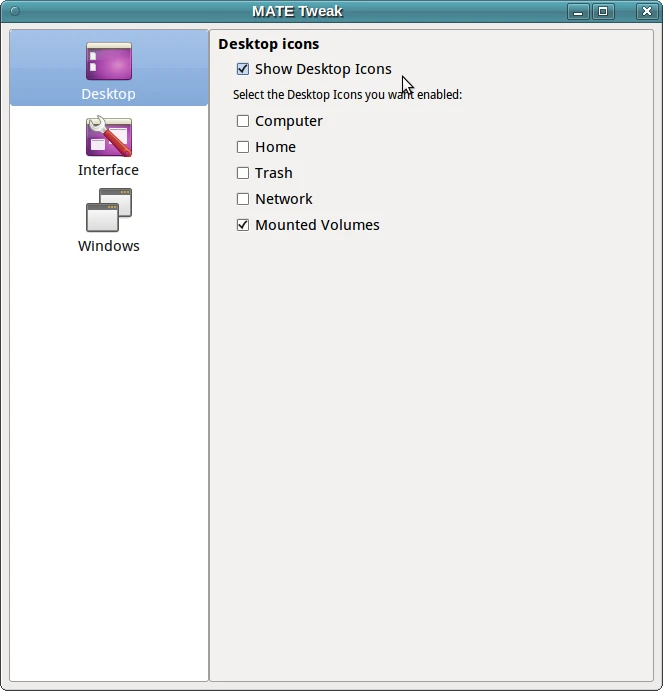 MATE Tweak
Desktop
Interface
Windows
Desktop icons
Show Desktop Icons
Select the Desktop Icons you want enabled:
Computer
Home
Trash
Network
Mounted Volumes